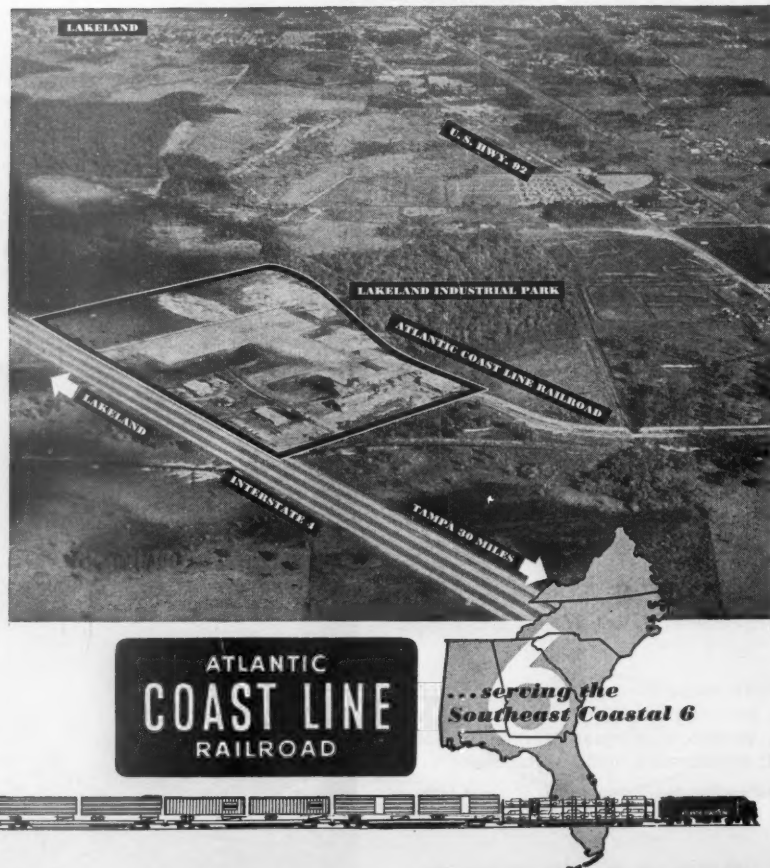 LAKELAND
U. S. HWY. 92
LAKELAND INDUSTRIAL PARK
ATLANTIC COAST LINE RAILROAD
LAKELAND
INTERSTATE 4
TAMPA 30 MILES
ATLANTIC
COAST LINE
RAILROAD
6
...serving the
Southeast Coastal 6